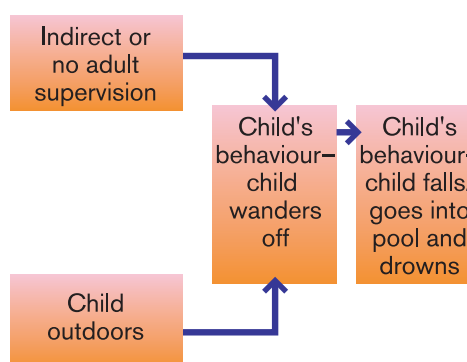 Indirect or
no adult
supervision
Child's
behaviour–
child
wanders
off
Child's
behaviour–
child falls,
goes into
pool and
drowns
Child
outdoors